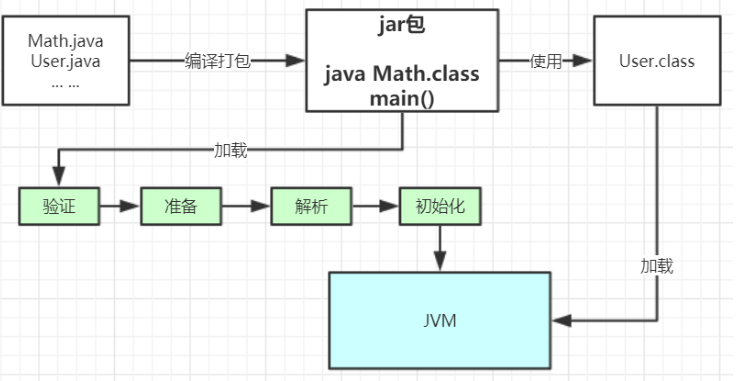 Math.java
User.java
... ...
编译打包
jar包
java Math.class
main()
使用
User.class
加载
验证
准备
解析
初始化
加载
JVM